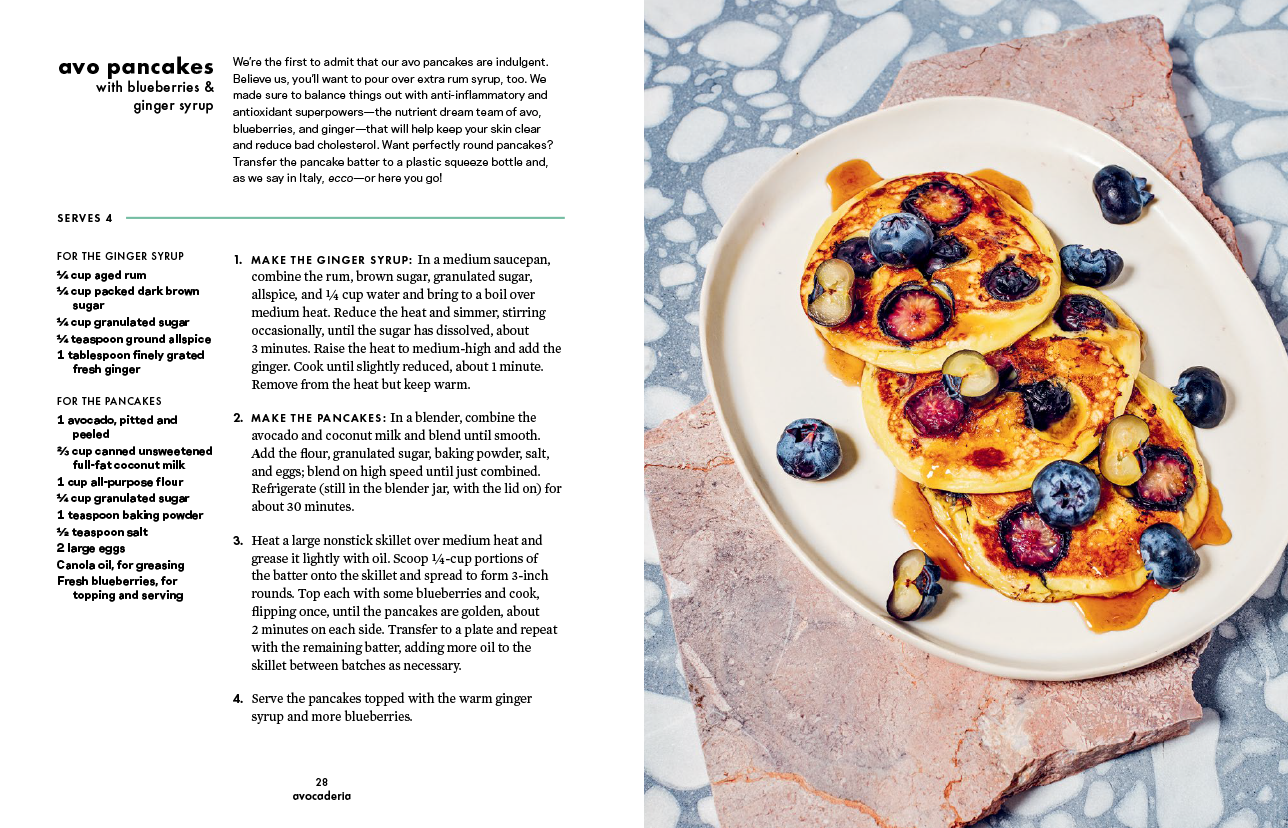 avo pancakes
with blueberries &
ginger syrup
We're the first to admit that our avo pancakes are indulgent.
Believe us, you'll want to pour over extra rum syrup, too. We
made sure to balance things out with anti-inflammatory and
antioxidant superpowers—the nutrient dream team of avo,
blueberries, and ginger—that will help keep your skin clear
and reduce bad cholesterol. Want perfectly round pancakes?
Transfer the pancake batter to a plastic squeeze bottle and,
as we say in Italy, ecco—or here you go!
SERVES 4
FOR THE GINGER SYRUP
¼ cup aged rum
¼ cup packed dark brown
sugar
¼ cup granulated sugar
¼ teaspoon ground allspice
1 tablespoon finely grated
fresh ginger
FOR THE PANCAKES
1 avocado, pitted and
peeled
⅔ cup canned unsweetened
full-fat coconut milk
1 cup all-purpose flour
¼ cup granulated sugar
1 teaspoon baking powder
½ teaspoon salt
2 large eggs
Canola oil, for greasing
Fresh blueberries, for
topping and serving
1. MAKE THE GINGER SYRUP: In a medium saucepan,
combine the rum, brown sugar, granulated sugar,
allspice, and ¼ cup water and bring to a boil over
medium heat. Reduce the heat and simmer, stirring
occasionally, until the sugar has dissolved, about
3 minutes. Raise the heat to medium-high and add the
ginger. Cook until slightly reduced, about 1 minute.
Remove from the heat but keep warm.
2. MAKE THE PANCAKES: In a blender, combine the
avocado and coconut milk and blend until smooth.
Add the flour, granulated sugar, baking powder, salt,
and eggs; blend on high speed until just combined.
Refrigerate (still in the blender jar, with the lid on) for
about 30 minutes.
3. Heat a large nonstick skillet over medium heat and
grease it lightly with oil. Scoop ¼-cup portions of
the batter onto the skillet and spread to form 3-inch
rounds. Top each with some blueberries and cook,
flipping once, until the pancakes are golden, about
2 minutes on each side. Transfer to a plate and repeat
with the remaining batter, adding more oil to the
skillet between batches as necessary.
4. Serve the pancakes topped with the warm ginger
syrup and more blueberries.
28
avocaderia